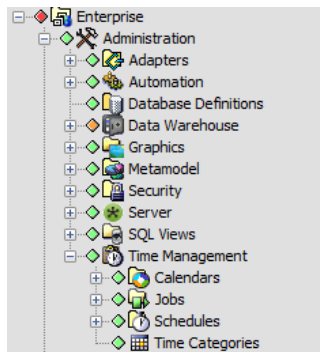 Enterprise
Administration
Adapters
Automation
Database Definitions
Data Warehouse
Graphics
Metamodel
Security
Server
SQL Views
Time Management
Calendars
Jobs
Schedules
Time Categories